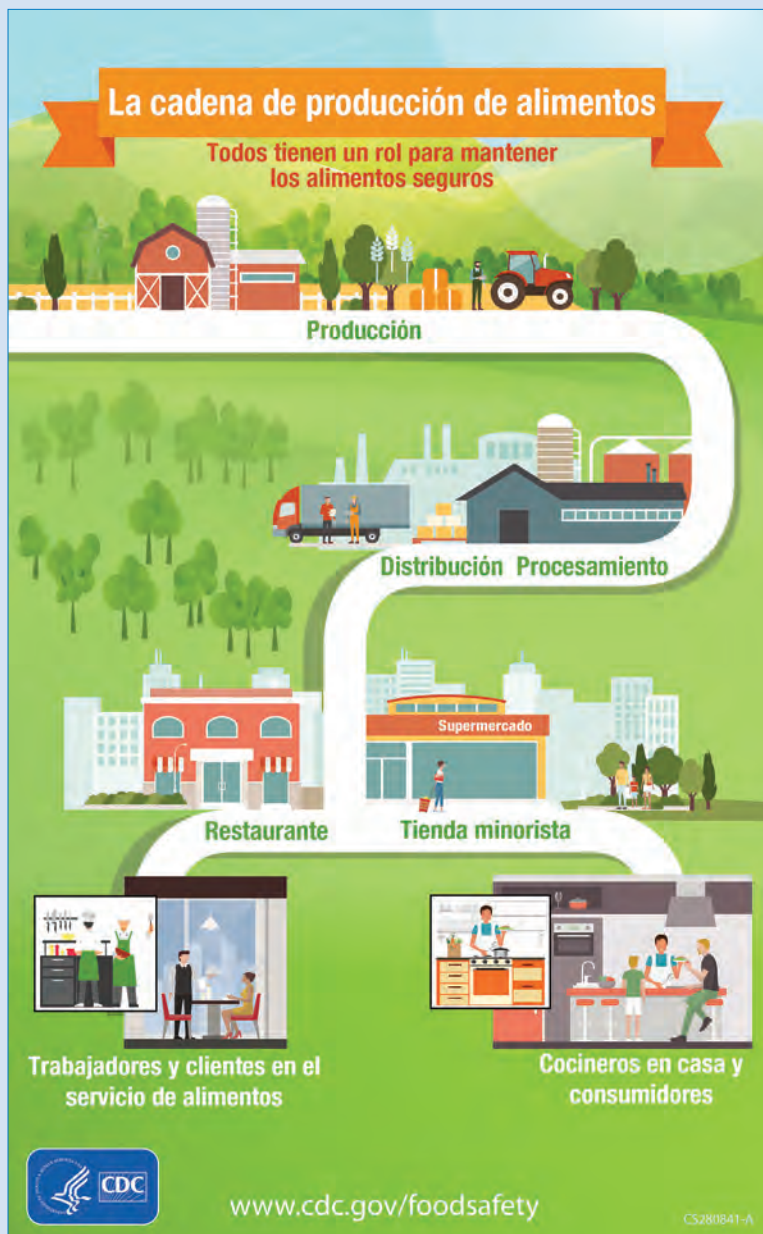 La cadena de producción de alimentos
Todos tienen un rol para mantener
los alimentos seguros
Producción
Distribución Procesamiento
Supermercado
Restaurante
Tienda minorista
Trabajadores y clientes en el
servicio de alimentos
Cocineros en casa y
consumidores
CDC
www.cdc.gov/foodsafety
CS280841-A